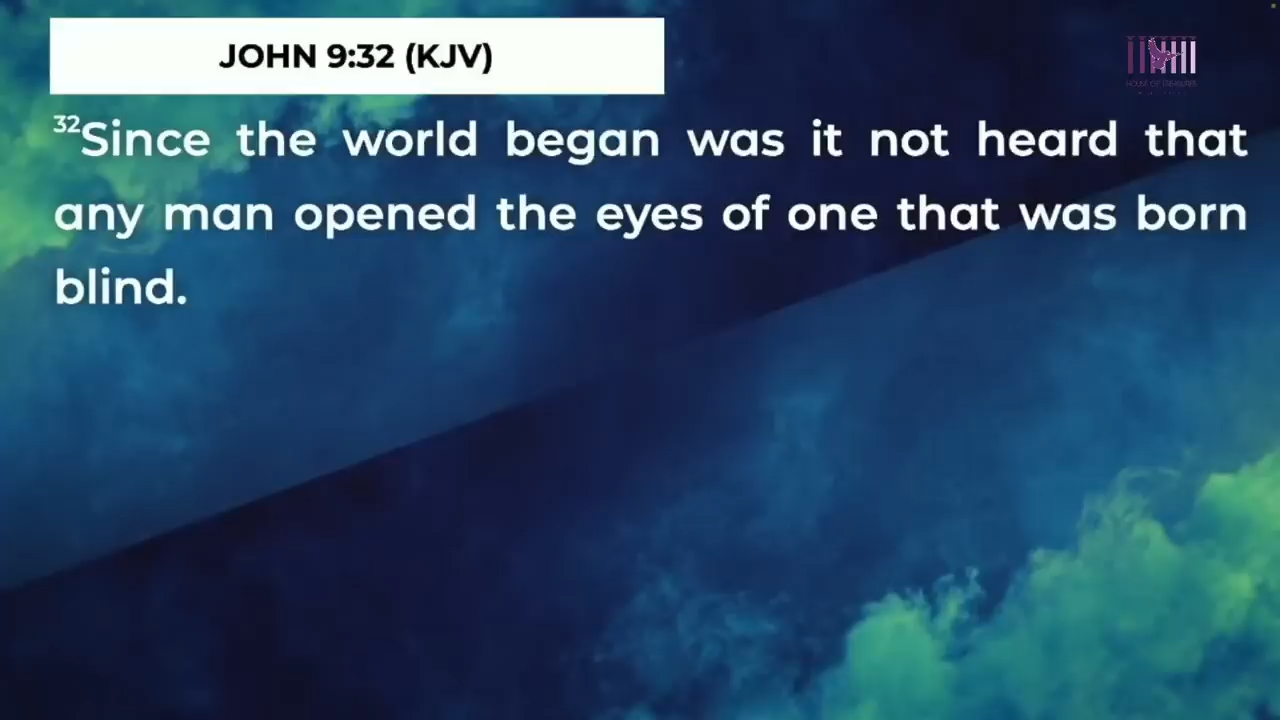 JOHN 9:32 (KJV)
32Since the world began was it not heard that
any man opened the eyes of one that was born
blind.